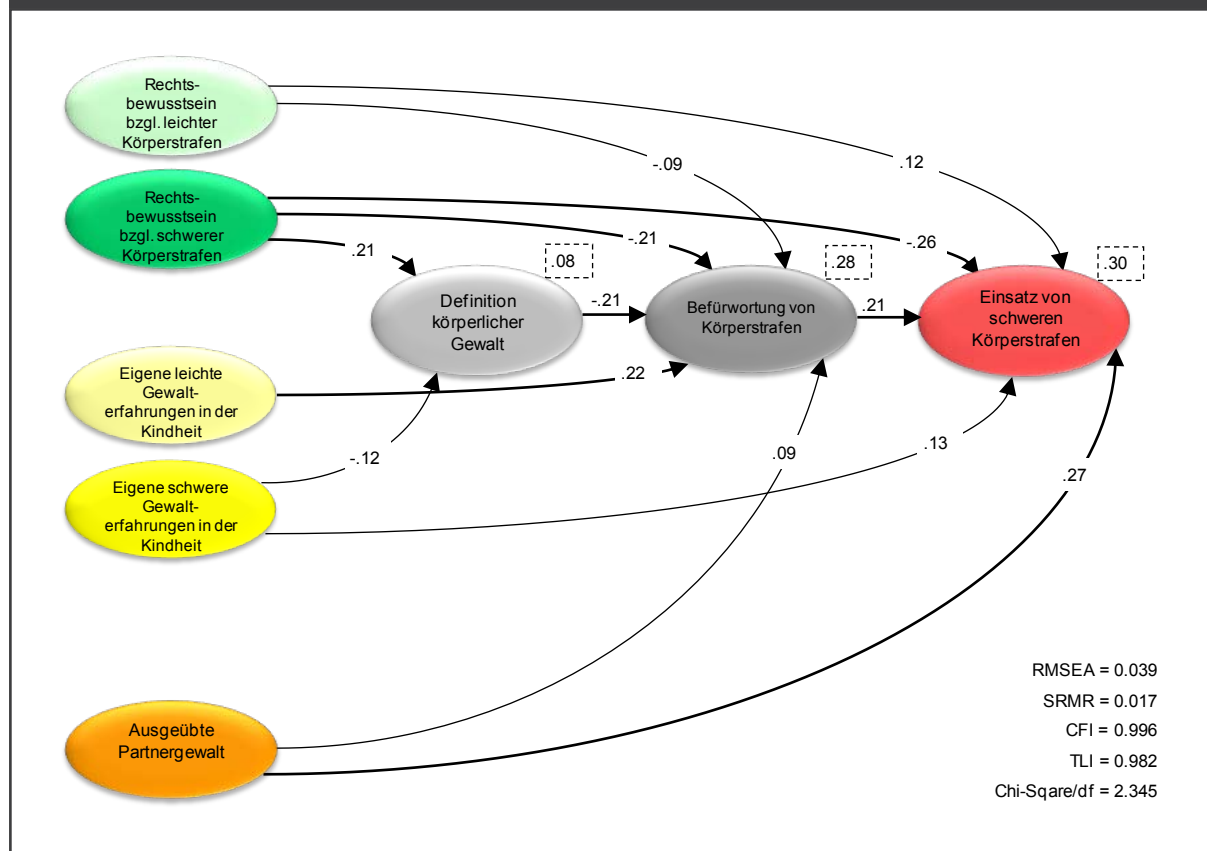 Rechts-
bewusstsein
bzgl. leichter
Körperstrafen
-.09
.12
Rechts-
bewusstsein
bzgl. schwerer
Körperstrafen
.21
-.21
-.26
.08
.28
.30
Definition
körperlicher
Gewalt
-.21
Befürwortung von
Körperstrafen
.21
Einsatz von
schweren
Körperstrafen
Eigene leichte
Gewalt-
erfahrungen in der
Kindheit
.22
-.12
.09
.13
.27
Eigene schwere
Gewalt-
erfahrungen in der
Kindheit
Ausgeübte
Partnergewalt
RMSEA = 0.039
SRMR = 0.017
CFI = 0.996
TLI = 0.982
Chi-Sqare/df = 2.345